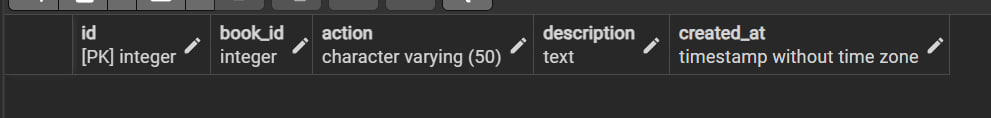 id book_id action description created_at
[PK] integer integer character varying (50) text timestamp without time zone